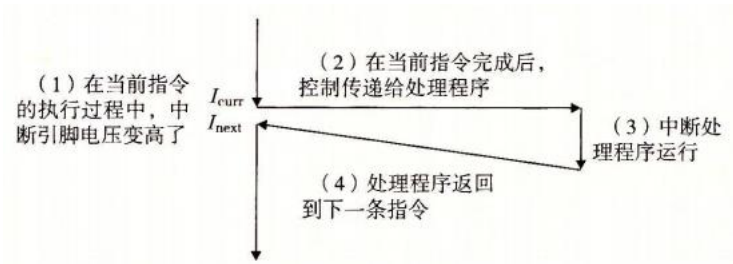 （1）在当前指令
的执行过程中，中
断引脚电压变高了
Icurr
Inext
（2）在当前指令完成后，
控制传递给处理程序
（3）中断处
理程序运行
（4）处理程序返回
到下一条指令